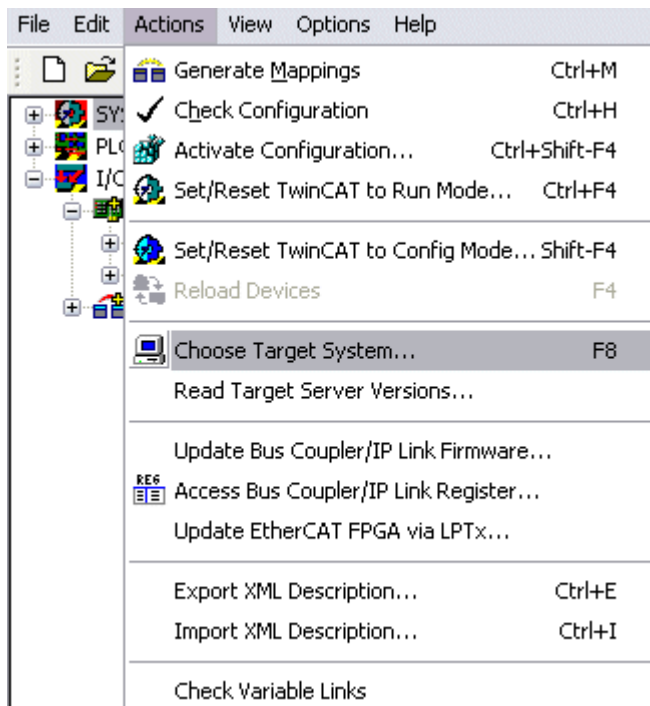 File Edit Actions View Options Help
Generate Mappings Ctrl+M
SY
Check Configuration Ctrl+H
PLC
Activate Configuration... Ctrl+Shift-F4
I/C
Set/Reset TwinCAT to Run Mode... Ctrl+F4
Set/Reset TwinCAT to Config Mode... Shift-F4
Reload Devices F4
Choose Target System... F8
Read Target Server Versions...
Update Bus Coupler/IP Link Firmware...
REG Access Bus Coupler/IP Link Register...
Update EtherCAT FPGA via LPTx...
Export XML Description... Ctrl+E
Import XML Description... Ctrl+I
Check Variable Links